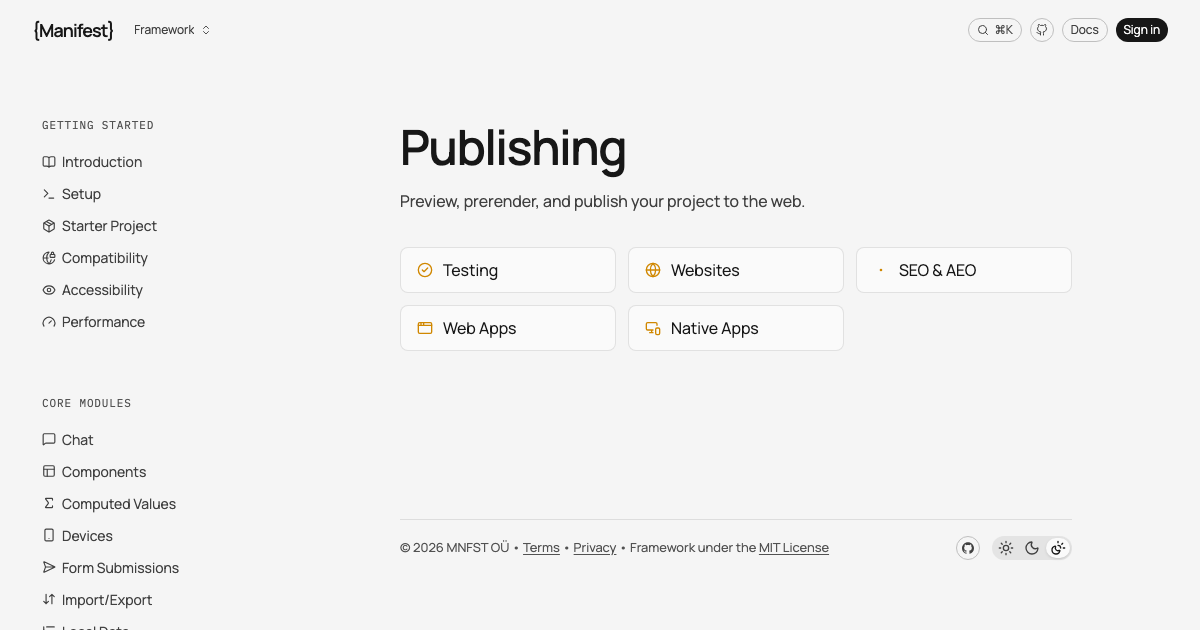 {Manifest}
Framework
⌘K
Docs
Sign in
GETTING STARTED
Introduction
Setup
Starter Project
Compatibility
Accessibility
Performance
CORE MODULES
Chat
Components
Computed Values
Devices
Form Submissions
Import/Export
Local Data
Publishing
Preview, prerender, and publish your project to the web.
Testing
Websites
SEO & AEO
Web Apps
Native Apps
© 2026 MNFST OÜ • Terms • Privacy • Framework under the MIT License